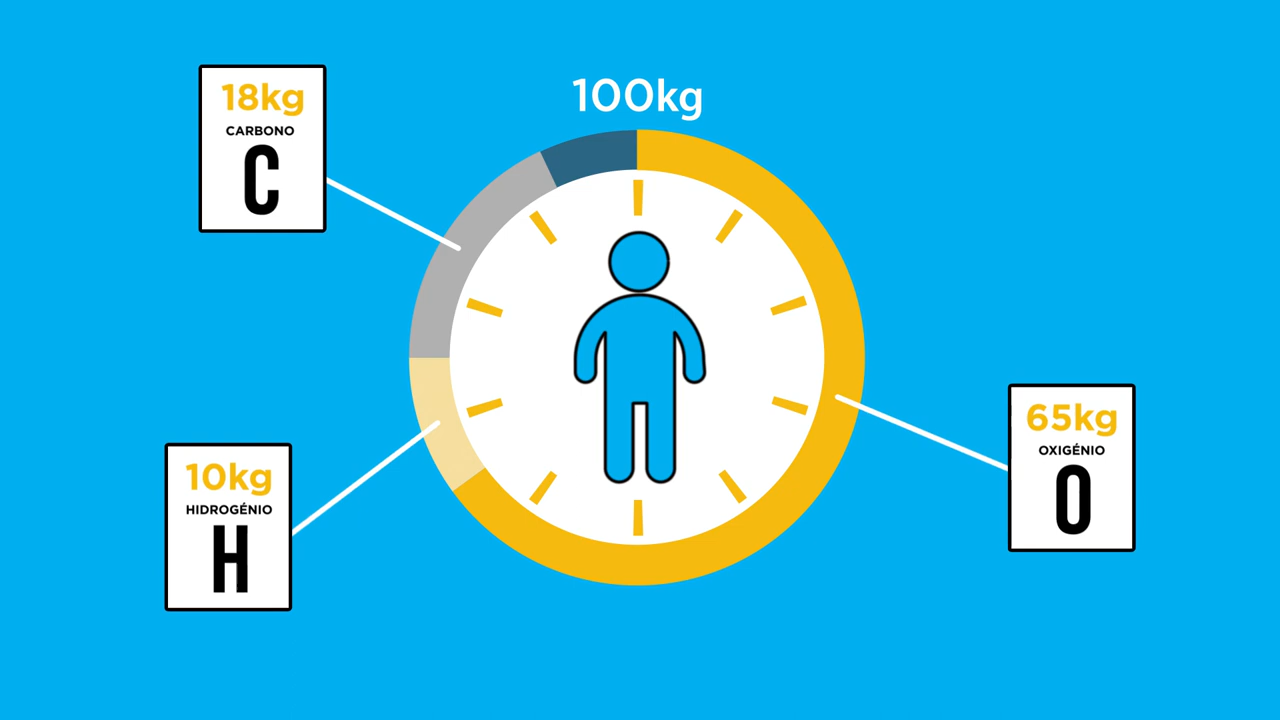 100kg
18kg
CARBONO
C
65kg
OXIGÉNIO
O
10kg
HIDROGÉNIO
H